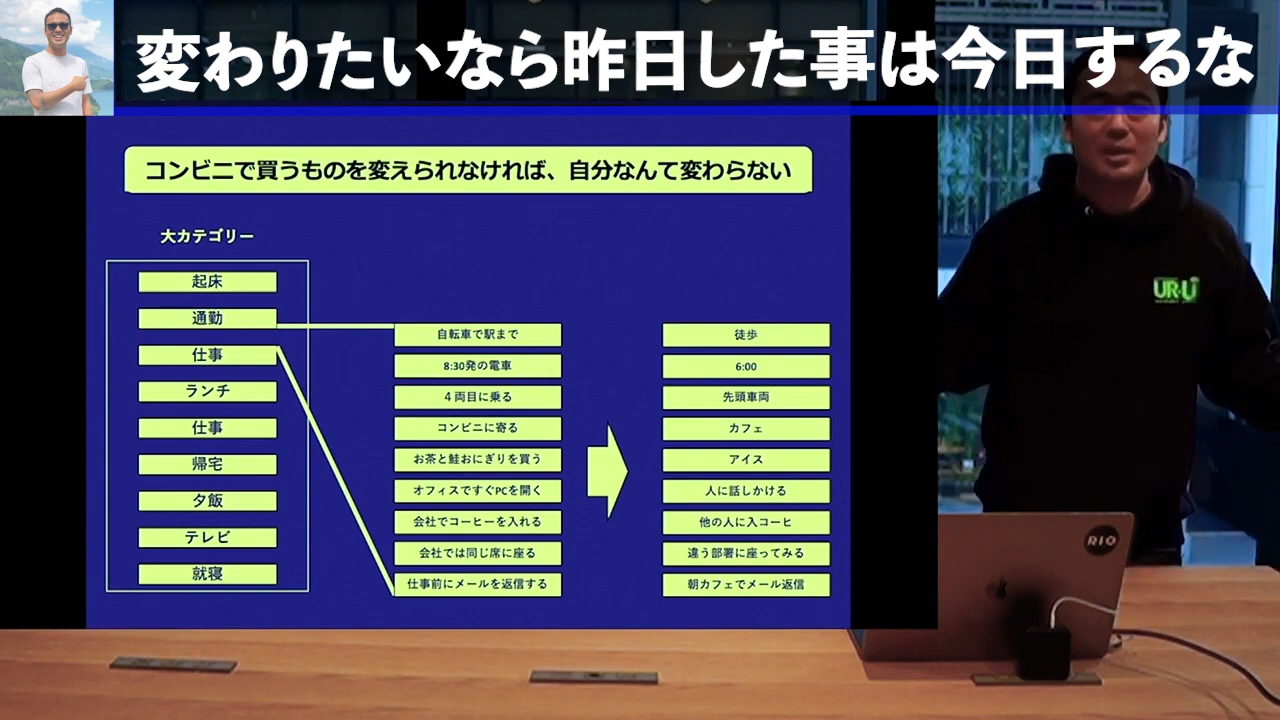 変わりたいなら昨日した事は今日するな
コンビニで買うものを変えられなければ、自分なんて変わらない
大カテゴリー
起床
通勤
仕事
ランチ
仕事
帰宅
夕飯
テレビ
就寝
自転車で駅まで
8:30発の電車
４両目に乗る
コンビニに寄る
お茶と鮭おにぎりを買う
オフィスですぐPCを開く
会社でコーヒーを入れる
会社では同じ席に座る
仕事前にメールを返信する
徒歩
6:00
先頭車両
カフェ
アイス
人に話しかける
他の人に入コーヒ
違う部署に座ってみる
朝カフェでメール返信
UR-U
RIO